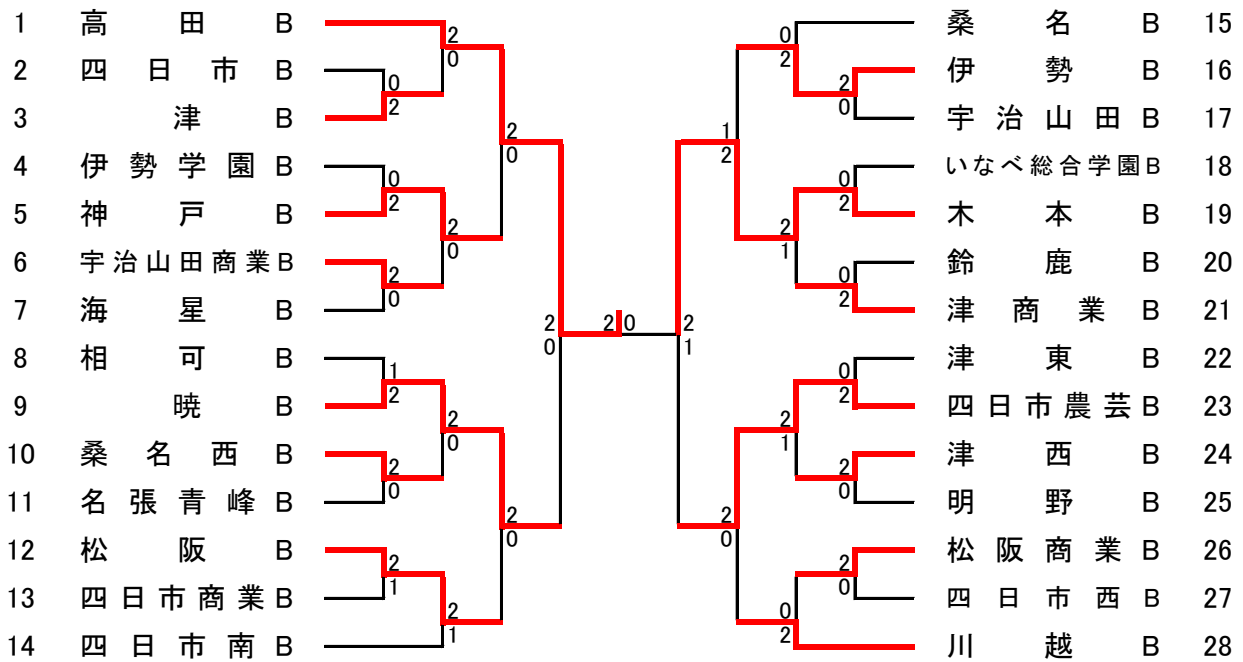 1 高田 B
2 四日市 B
3 津 B
4 伊勢学園 B
5 神戸 B
6 宇治山田商業 B
7 海星 B
8 相可 B
9 暁 B
10 桑名西 B
11 名張青峰 B
12 松阪 B
13 四日市商業 B
14 四日市南 B
2
0
0
2
0
2
2
0
1
2
2
0
2
1
2
0
2
0
2
1
2
0
2
0
2
0
2 0
2
1
1
2
2
0
0
2
2
1
2
1
0
2
2
0
0
2
0
2
0
2
2
0
2
0
桑名 B 15
伊勢 B 16
宇治山田 B 17
いなべ総合学園 B 18
木本 B 19
鈴鹿 B 20
津商業 B 21
津東 B 22
四日市農芸 B 23
津西 B 24
明野 B 25
松阪商業 B 26
四日市西 B 27
川越 B 28